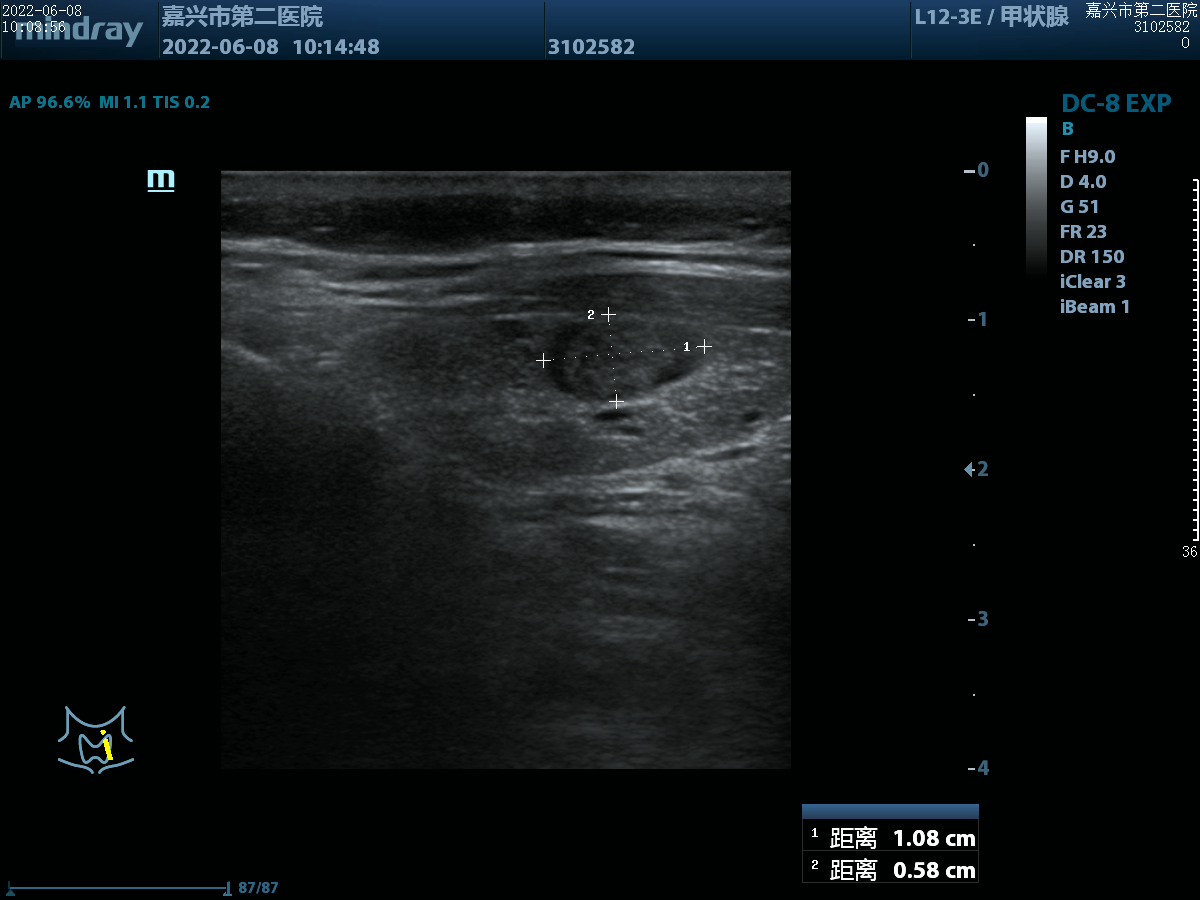 2022-06-08
10:08:56
mindray
嘉兴市第二医院
2022-06-08 10:14:48
3102582
L12-3E / 甲状腺
嘉兴市第二医院
3102582
0
AP 96.6% MI 1.1 TIS 0.2
DC-8 EXP
B
F H9.0
D 4.0
G 51
FR 23
DR 150
iClear 3
iBeam 1
m
0
1
2
3
4
2
1
36
1 距离 1.08 cm
2 距离 0.58 cm
87/87